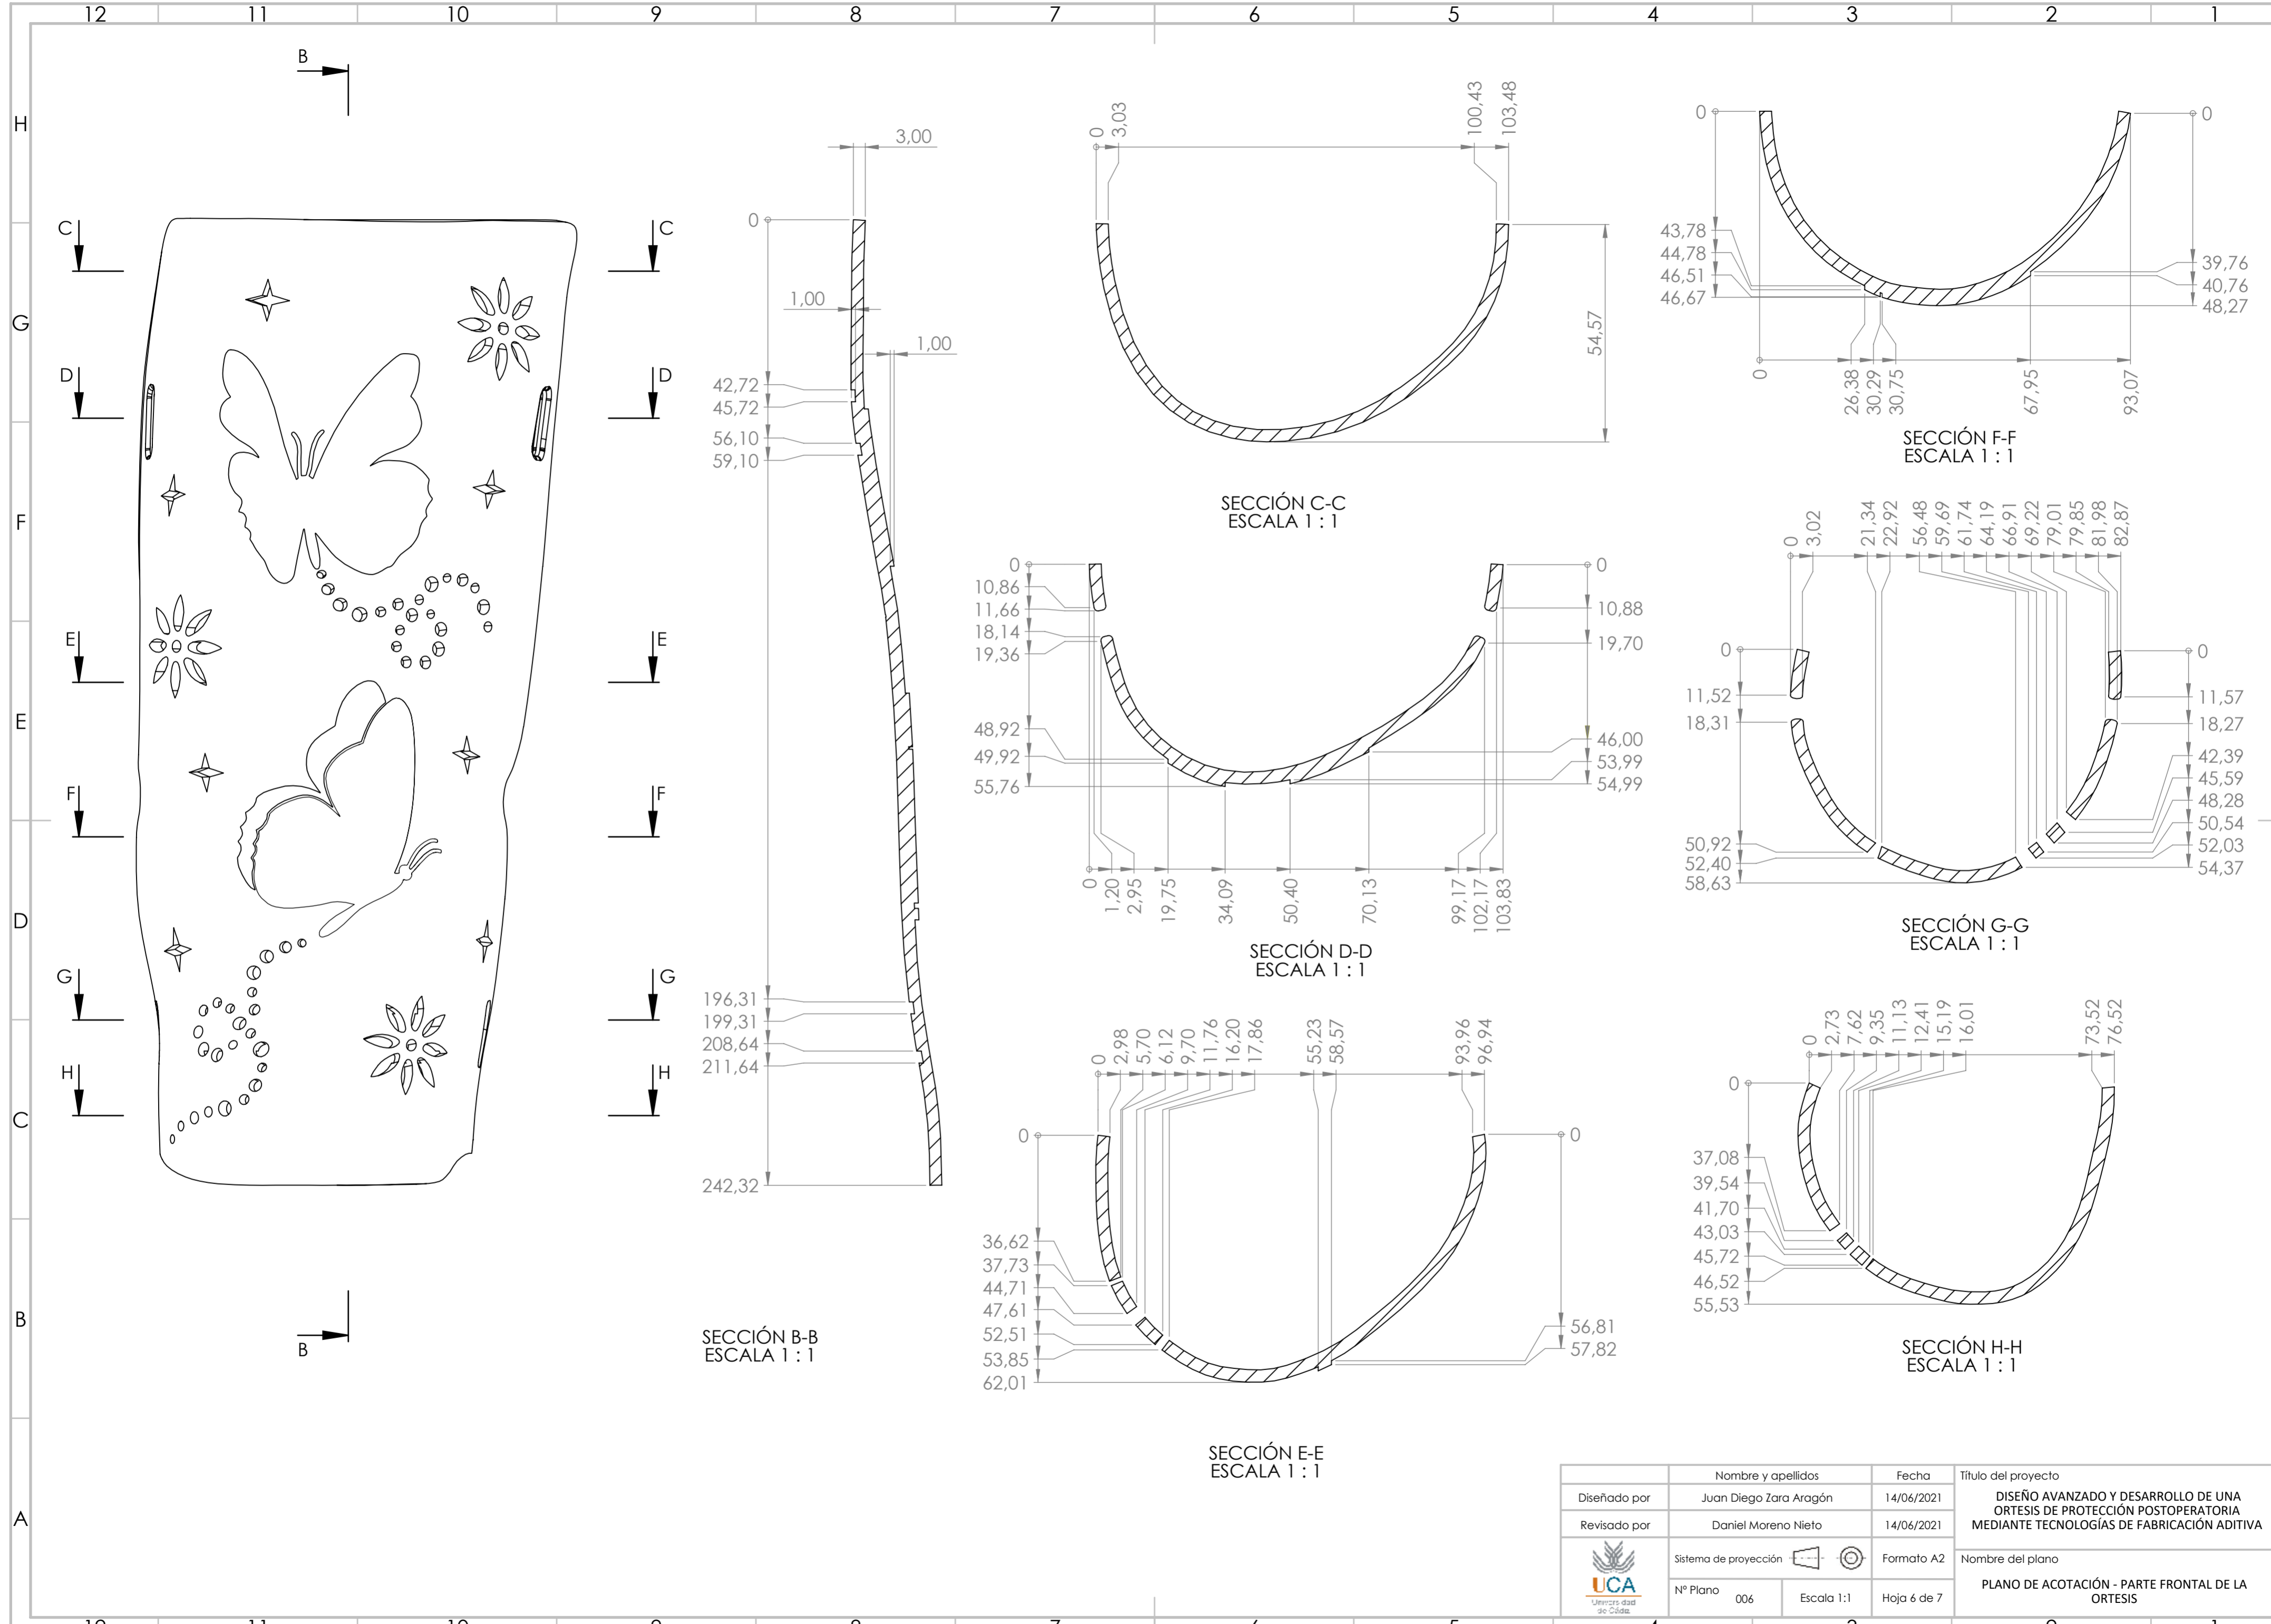 12 11 10 9 8 7 6 5 4 3 2 1
H
G
F
E
D
C
B
A
B
C C
D D
E E
F F
G G
H H
B
3,00
1,00
1,00
0
42,72
45,72
56,10
59,10
196,31
199,31
208,64
211,64
242,32
SECCIÓN B-B
ESCALA 1 : 1
0 3,03 100,43 103,48
54,57
SECCIÓN C-C
ESCALA 1 : 1
0
10,86
11,66
18,14
19,36
48,92
49,92
55,76
0
10,88
19,70
46,00
53,99
54,99
0 1,20 2,95 19,75 34,09 50,40 70,13 99,17 102,17 103,83
SECCIÓN D-D
ESCALA 1 : 1
0 2,98 5,70 6,12 9,70 11,76 16,20 17,86 55,23 58,57 93,96 96,94
0
36,62
37,73
44,71
47,61
52,51
53,85
62,01
0
56,81
57,82
SECCIÓN E-E
ESCALA 1 : 1
0
43,78
44,78
46,51
46,67
0
39,76
40,76
48,27
0 26,38 30,29 30,75 67,95 93,07
SECCIÓN F-F
ESCALA 1 : 1
0 3,02 21,34 22,92 56,48 59,69 61,74 64,19 66,91 69,22 79,01 79,85 81,98 82,87
0
11,52
18,31
50,92
52,40
58,63
0
11,57
18,27
42,39
45,59
48,28
50,54
52,03
54,37
SECCIÓN G-G
ESCALA 1 : 1
0 2,73 7,62 9,35 11,13 12,41 15,19 16,01 73,52 76,52
0
37,08
39,54
41,70
43,03
45,72
46,52
55,53
SECCIÓN H-H
ESCALA 1 : 1
Nombre y apellidos Fecha Título del proyecto
Diseñado por Juan Diego Zara Aragón 14/06/2021
Revisado por Daniel Moreno Nieto 14/06/2021
DISEÑO AVANZADO Y DESARROLLO DE UNA
ORTESIS DE PROTECCIÓN POSTOPERATORIA
MEDIANTE TECNOLOGÍAS DE FABRICACIÓN ADITIVA
UCA
Universidad
de Cádiz
Sistema de proyección Formato A2
Nº Plano 006 Escala 1:1 Hoja 6 de 7
Nombre del plano
PLANO DE ACOTACIÓN - PARTE FRONTAL DE LA
ORTESIS
12 11 10 9 8 7 6 5 4 3 2 1